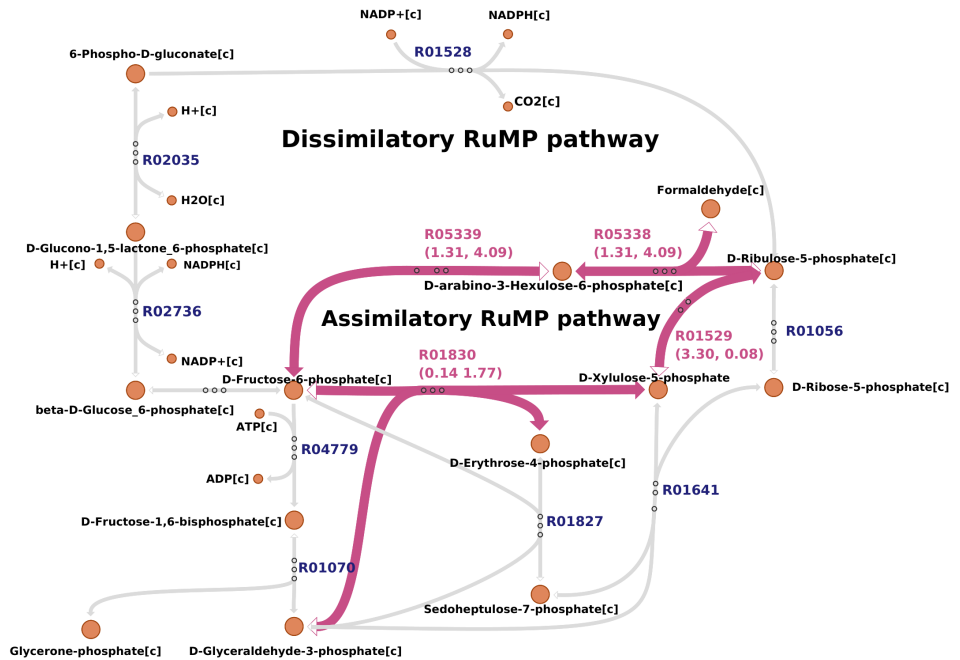 NADP+[c]
NADPH[c]
R01528
6-Phospho-D-gluconate[c]
CO2[c]
H+[c]
Dissimilatory RuMP pathway
R02035
Formaldehyde[c]
H2O[c]
R05339
(1.31, 4.09)
R05338
(1.31, 4.09)
D-Glucono-1,5-lactone_6-phosphate[c]
D-Ribulose-5-phosphate[c]
H+[c]
NADPH[c]
D-arabino-3-Hexulose-6-phosphate[c]
R02736
Assimilatory RuMP pathway
R01529
(3.30, 0.08)
R01056
R01830
(0.14 1.77)
NADP+[c]
D-Fructose-6-phosphate[c]
D-Xylulose-5-phosphate
D-Ribose-5-phosphate[c]
beta-D-Glucose_6-phosphate[c]
ATP[c]
R04779
D-Erythrose-4-phosphate[c]
ADP[c]
R01641
D-Fructose-1,6-bisphosphate[c]
R01827
R01070
Sedoheptulose-7-phosphate[c]
Glycerone-phosphate[c]
D-Glyceraldehyde-3-phosphate[c]